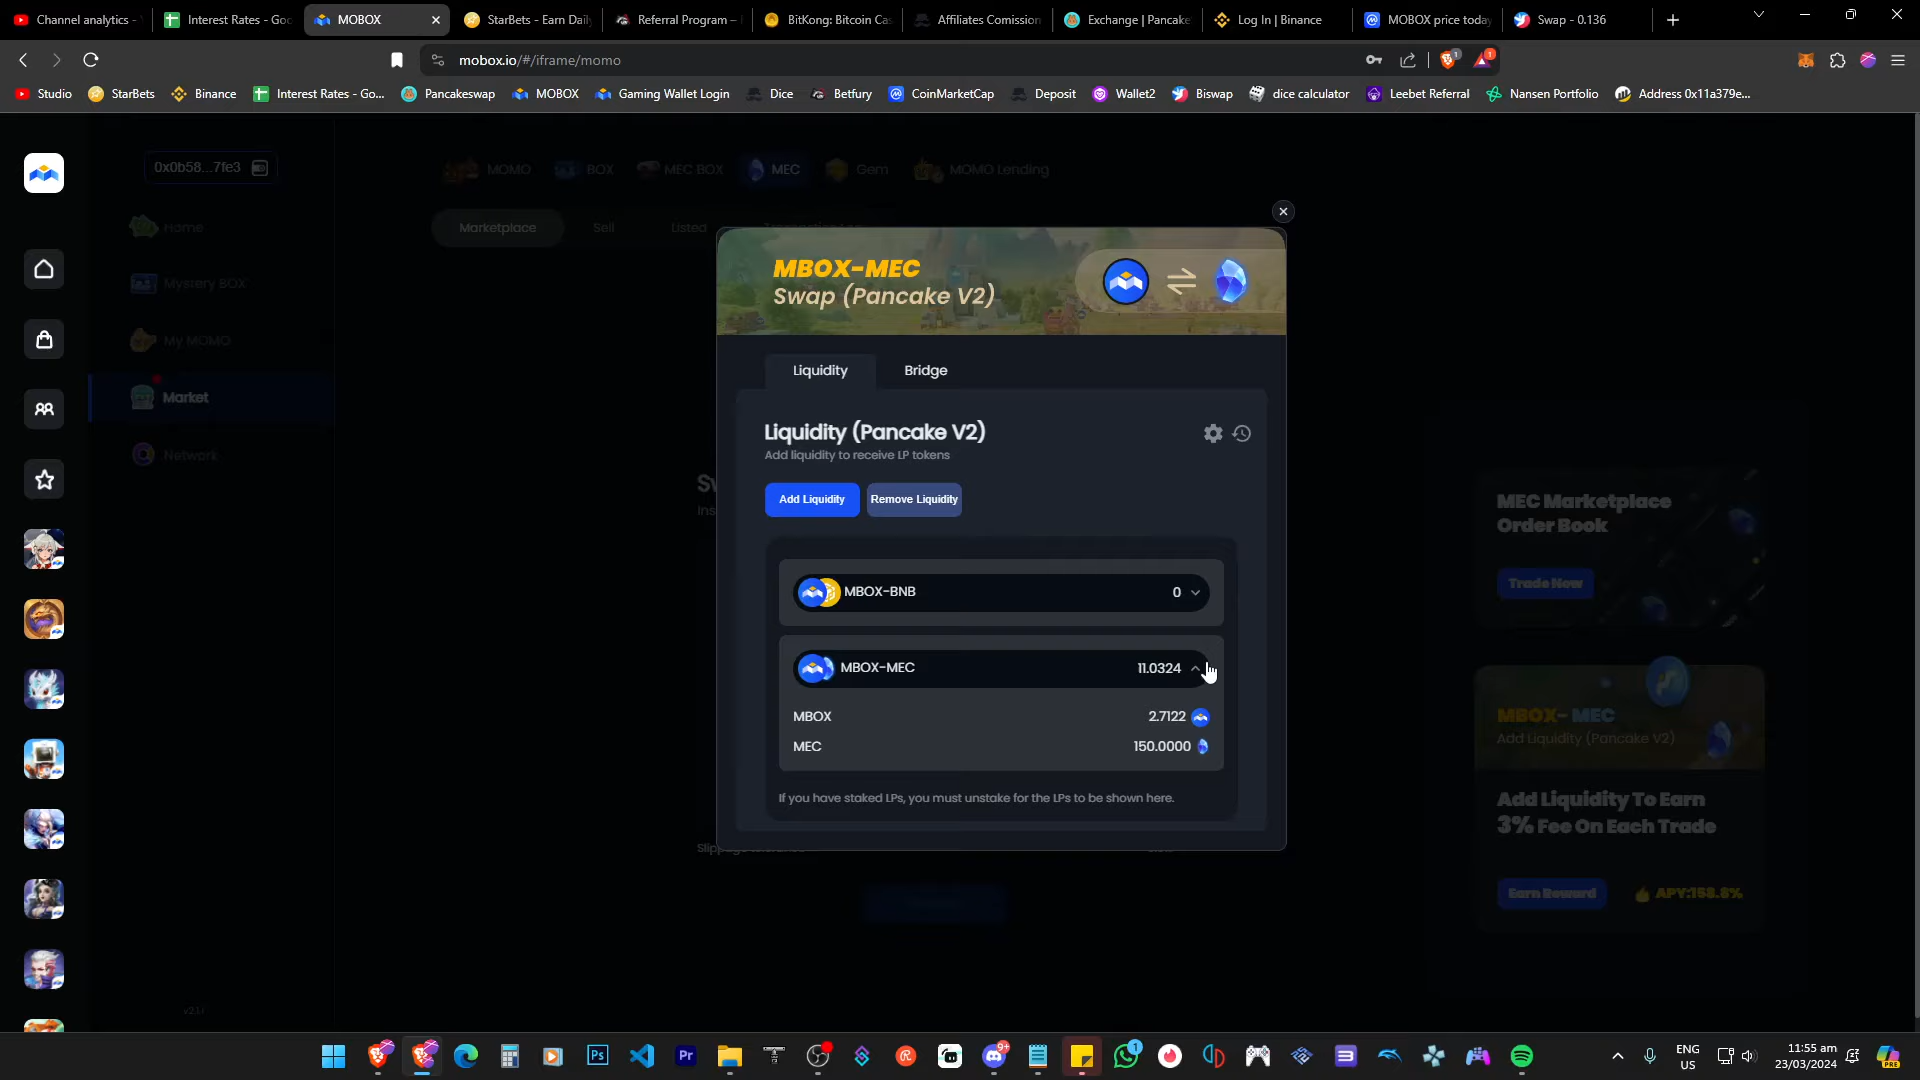 Channel analytics -
Interest Rates - Goo
MOBOX
StarBets - Earn Daily
Referral Program –
BitKong: Bitcoin Cas
Affiliates Comission
Exchange | Pancake
Log In | Binance
MOBOX price today
Swap - 0.136
mobox.io/#/iframe/momo
1
1
Studio
StarBets
Binance
Interest Rates - Go...
Pancakeswap
MOBOX
Gaming Wallet Login
Dice
Betfury
CoinMarketCap
Deposit
Wallet2
Biswap
dice calculator
Leebet Referral
Nansen Portfolio
Address 0x11a379e...
0x0b58...7fe3
MOMO
BOX
MEC BOX
MEC
Gem
MOMO Lending
Marketplace
Sell
Listed
Home
Mystery BOX
My MOMO
Market
Network
MBOX-MEC
Swap (Pancake V2)
Liquidity
Bridge
Liquidity (Pancake V2)
Add liquidity to receive LP tokens
Add Liquidity
Remove Liquidity
MBOX-BNB
0
MBOX-MEC
11.0324
MBOX
2.7122
MEC
150.0000
If you have staked LPs, you must unstake for the LPs to be shown here.
MEC Marketplace
Order Book
Trade Now
MBOX- MEC
Add Liquidity (Pancake V2)
Add Liquidity To Earn
3% Fee On Each Trade
Earn Reward
APY:158.8%
Ps
Pr
9+
1
ENG
US
11:55 am
23/03/2024
PRE